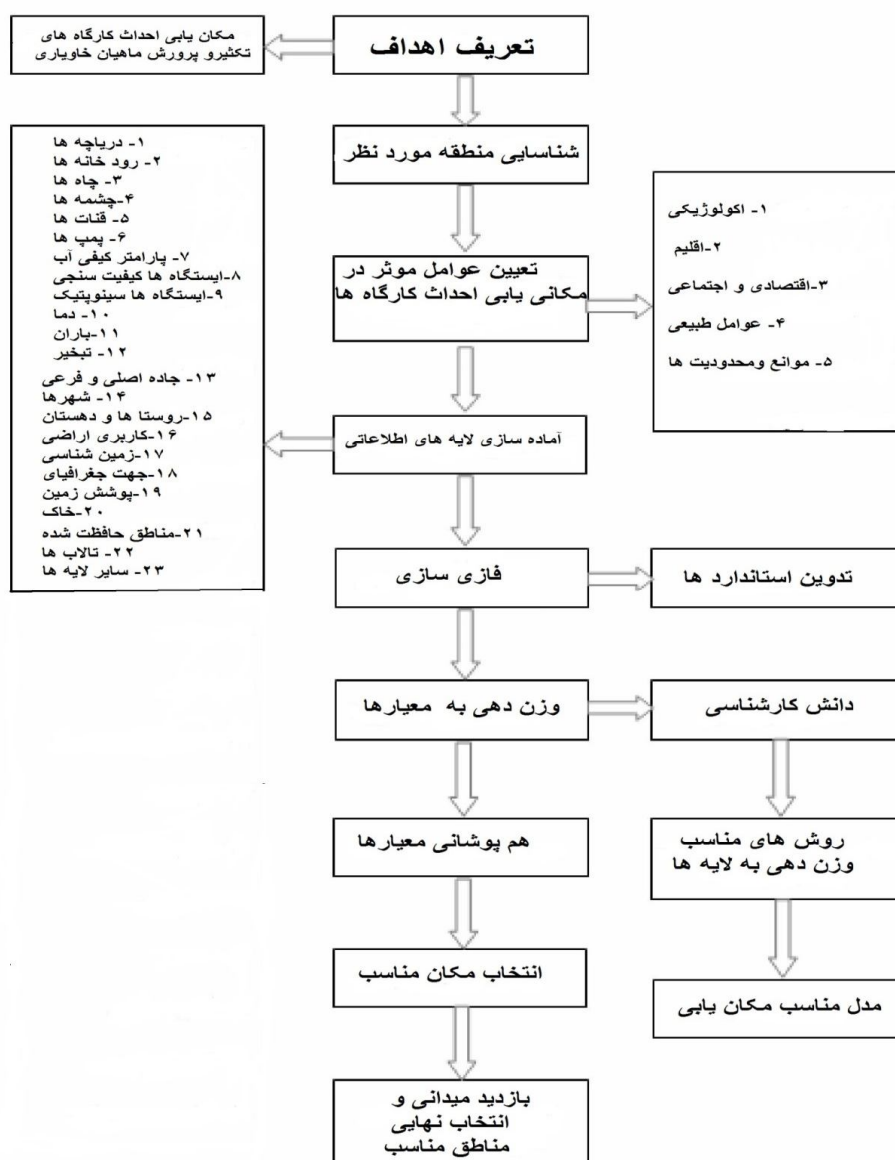 تعریف اهداف
مکان یابی احداث کارگاه های
تکثیرو پرورش ماهیان خاویاری
شناسایی منطقه مورد نظر
تعیین عوامل موثر در
مکانی یابی احداث کارگاه ها
۱- اکولوژیکی
۲-اقلیم
۳-اقتصادی و اجتماعی
۴- عوامل طبیعی
۵- موانع ومحدودیت ها
آماده سازی لایه های اطلاعاتی
۱- دریاچه ها
۲- رود خانه ها
۳- چاه ها
۴-چشمه ها
۵- قنات ها
۶- پمپ ها
۷- پارامتر کیفی آب
۸-ایستگاه ها کیفیت سنجی
۹-ایستگاه ها سینوپتیک
۱۰- دما
۱۱-باران
۱۲- تبخیر
۱۳- جاده اصلی و فرعی
۱۴- شهرها
۱۵-روستا ها و دهستان
۱۶-کاربری اراضی
۱۷-زمین شناسی
۱۸-جهت جغرافیای
۱۹-پوشش زمین
۲۰-خاک
۲۱-مناطق حافظت شده
۲۲- تالاب ها
۲۳- سایر لایه ها
فازی سازی
تدوین استاندارد ها
وزن دهی به معیارها
دانش کارشناسی
هم پوشانی معیارها
روش های مناسب
وزن دهی به لایه ها
انتخاب مکان مناسب
مدل مناسب مکان یابی
بازدید میدانی و
انتخاب نهایی
مناطق مناسب